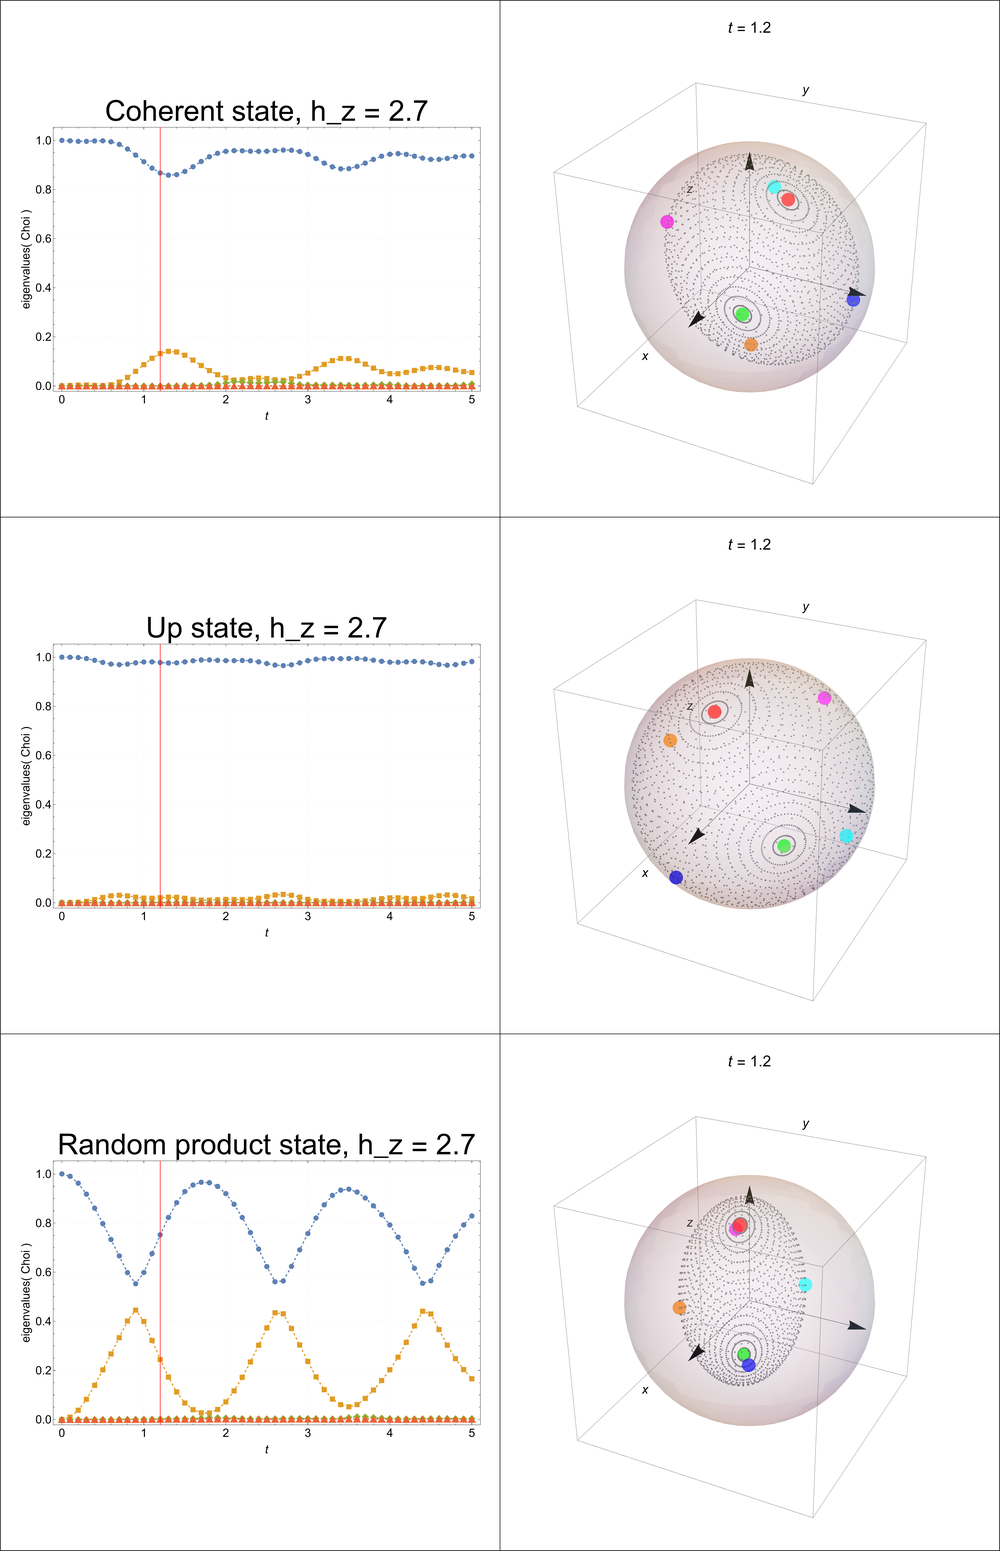 Coherent state, h_z = 2.7
eigenvalues( Choi )
1.0
0.8
0.6
0.4
0.2
0.0
0 1 2 3 4 5
t
t = 1.2
y
z
x
Up state, h_z = 2.7
eigenvalues( Choi )
1.0
0.8
0.6
0.4
0.2
0.0
0 1 2 3 4 5
t
t = 1.2
y
z
x
Random product state, h_z = 2.7
eigenvalues( Choi )
1.0
0.8
0.6
0.4
0.2
0.0
0 1 2 3 4 5
t
t = 1.2
y
z
x